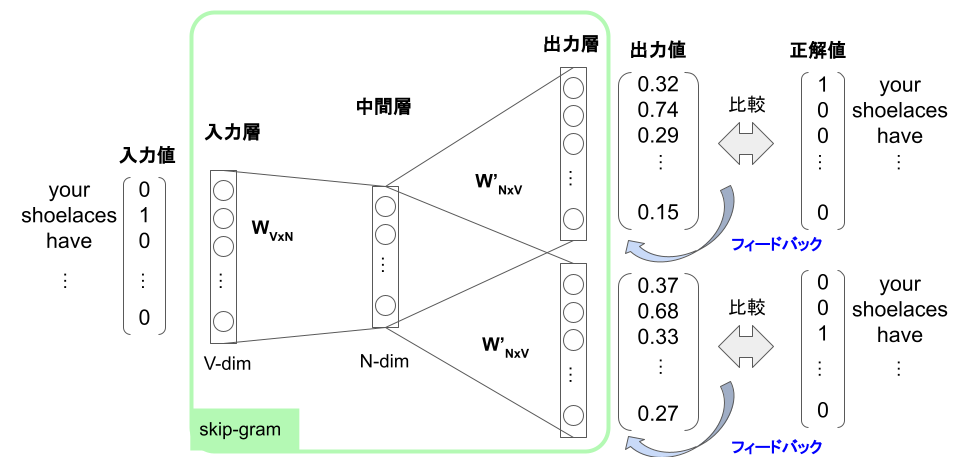 出力層
出力値
正解値
中間層
入力層
入力値
your
shoelaces
have
⋮
0
1
0
⋮
0
W_VxN
V-dim
N-dim
W'_NxV
0.32
0.74
0.29
⋮
0.15
比較
1
0
0
⋮
0
your
shoelaces
have
⋮
フィードバック
W'_NxV
0.37
0.68
0.33
⋮
0.27
比較
0
0
1
⋮
0
your
shoelaces
have
⋮
フィードバック
skip-gram